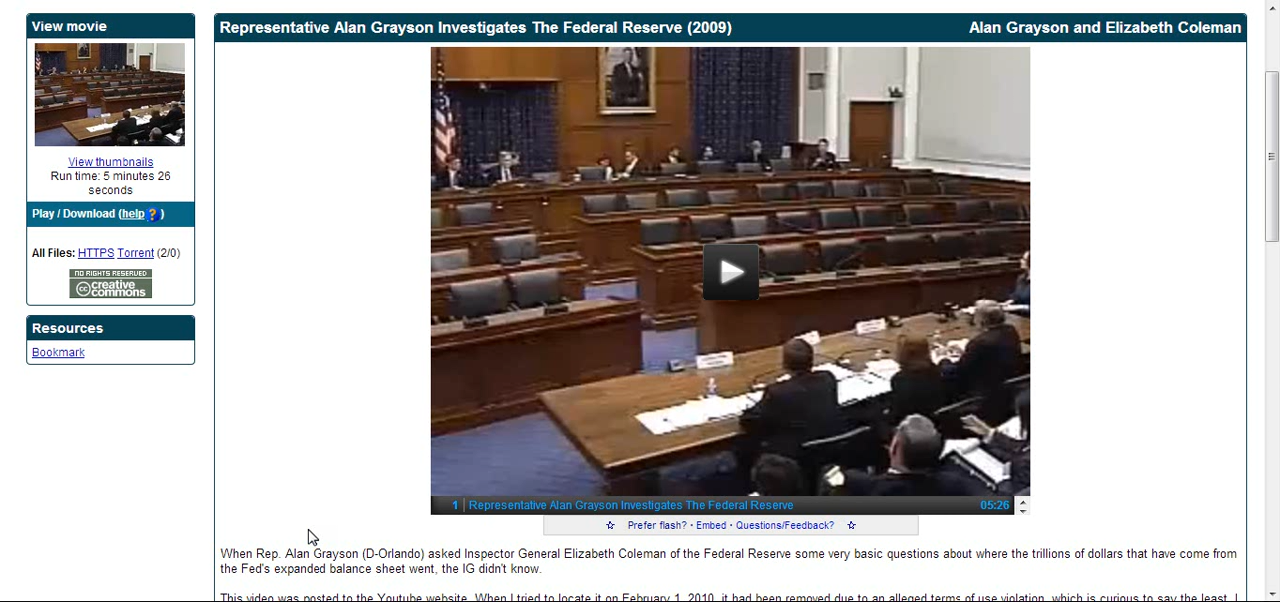 View movie
View thumbnails
Run time: 5 minutes 26
seconds
Play / Download (help ?)
All Files: HTTPS Torrent (2/0)
NO RIGHTS RESERVED
cc creative
commons
Resources
Bookmark
Representative Alan Grayson Investigates The Federal Reserve (2009) Alan Grayson and Elizabeth Coleman
1 Representative Alan Grayson Investigates The Federal Reserve 05:26
Prefer flash? · Embed · Questions/Feedback?
When Rep. Alan Grayson (D-Orlando) asked Inspector General Elizabeth Coleman of the Federal Reserve some very basic questions about where the trillions of dollars that have come from
the Fed's expanded balance sheet went, the IG didn't know.
This video was posted to the Youtube website. When I tried to locate it on February 1, 2010, it had been removed due to an alleged terms of use violation, which is curious to say the least. I